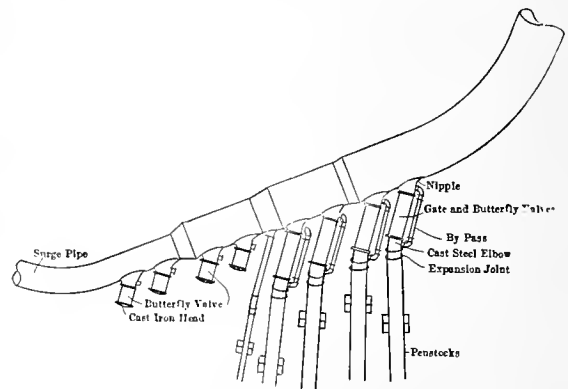 Nipple
Gate and Butterfly Valves
By Pass
Cast Steel Elbow
Expansion Joint
Surge Pipe
Butterfly Valve
Cast Iron Head
Penstocks